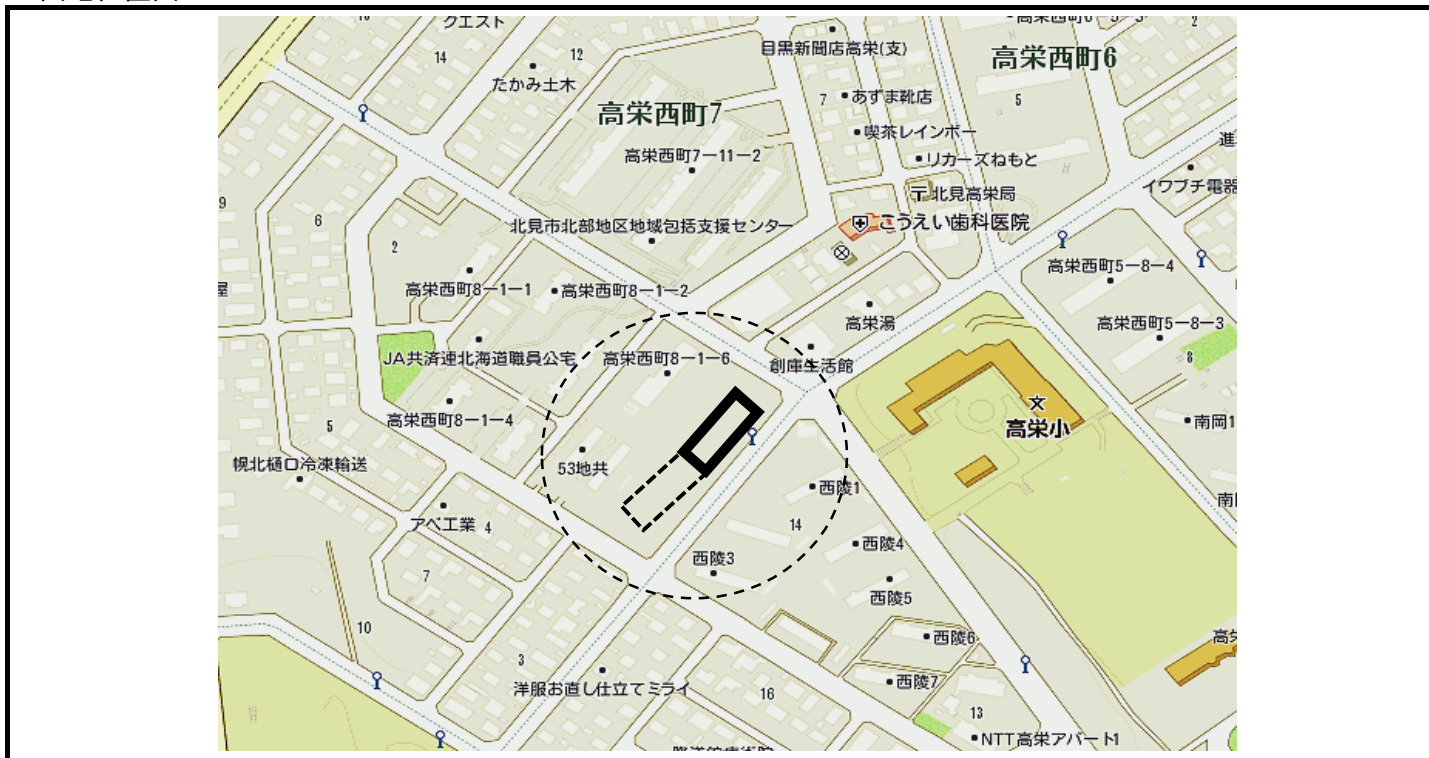 クエスト
高栄西町6
目黒新聞店高栄(支)
14
12
たかみ土木
高栄西町7
7
あずま靴店
5
喫茶レインボー
高栄西町7-11-2
リカーズねもと
イワブチ電器
9
6
〒北見高栄局
2
北見市北部地区地域包括支援センター
こうえい歯科医院
高栄西町5-8-4
高栄西町8-1-1
高栄西町8-1-2
高栄湯
高栄西町5-8-3
JA共済連北海道職員公宅
高栄西町8-1-6
創庫生活館
8
高栄西町8-1-4
文
高栄小
南岡1
5
幌北樋口冷凍輸送
53地共
西陵1
アベ工業
4
14
西陵4
西陵3
7
西陵5
10
西陵6
3
洋服お直し仕立てミライ
16
西陵7
13
NTT高栄アパート1